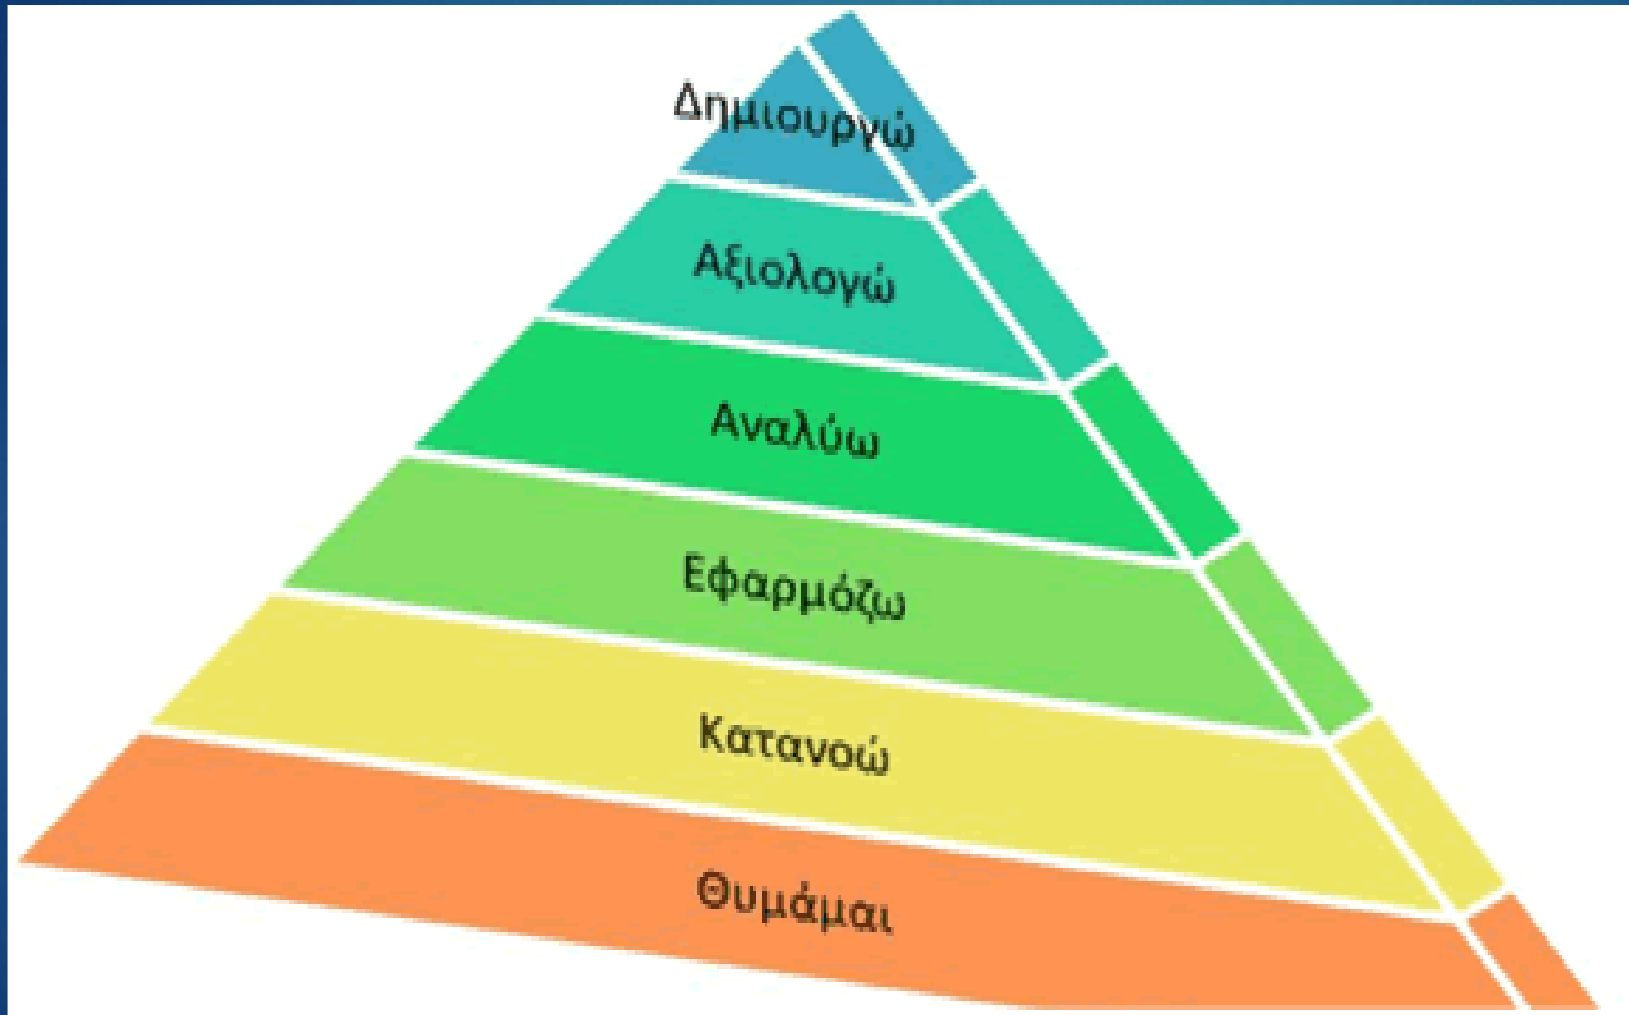 Δημιουργώ
Αξιολογώ
Αναλύω
Εφαρμόζω
Κατανοώ
Θυμάμαι